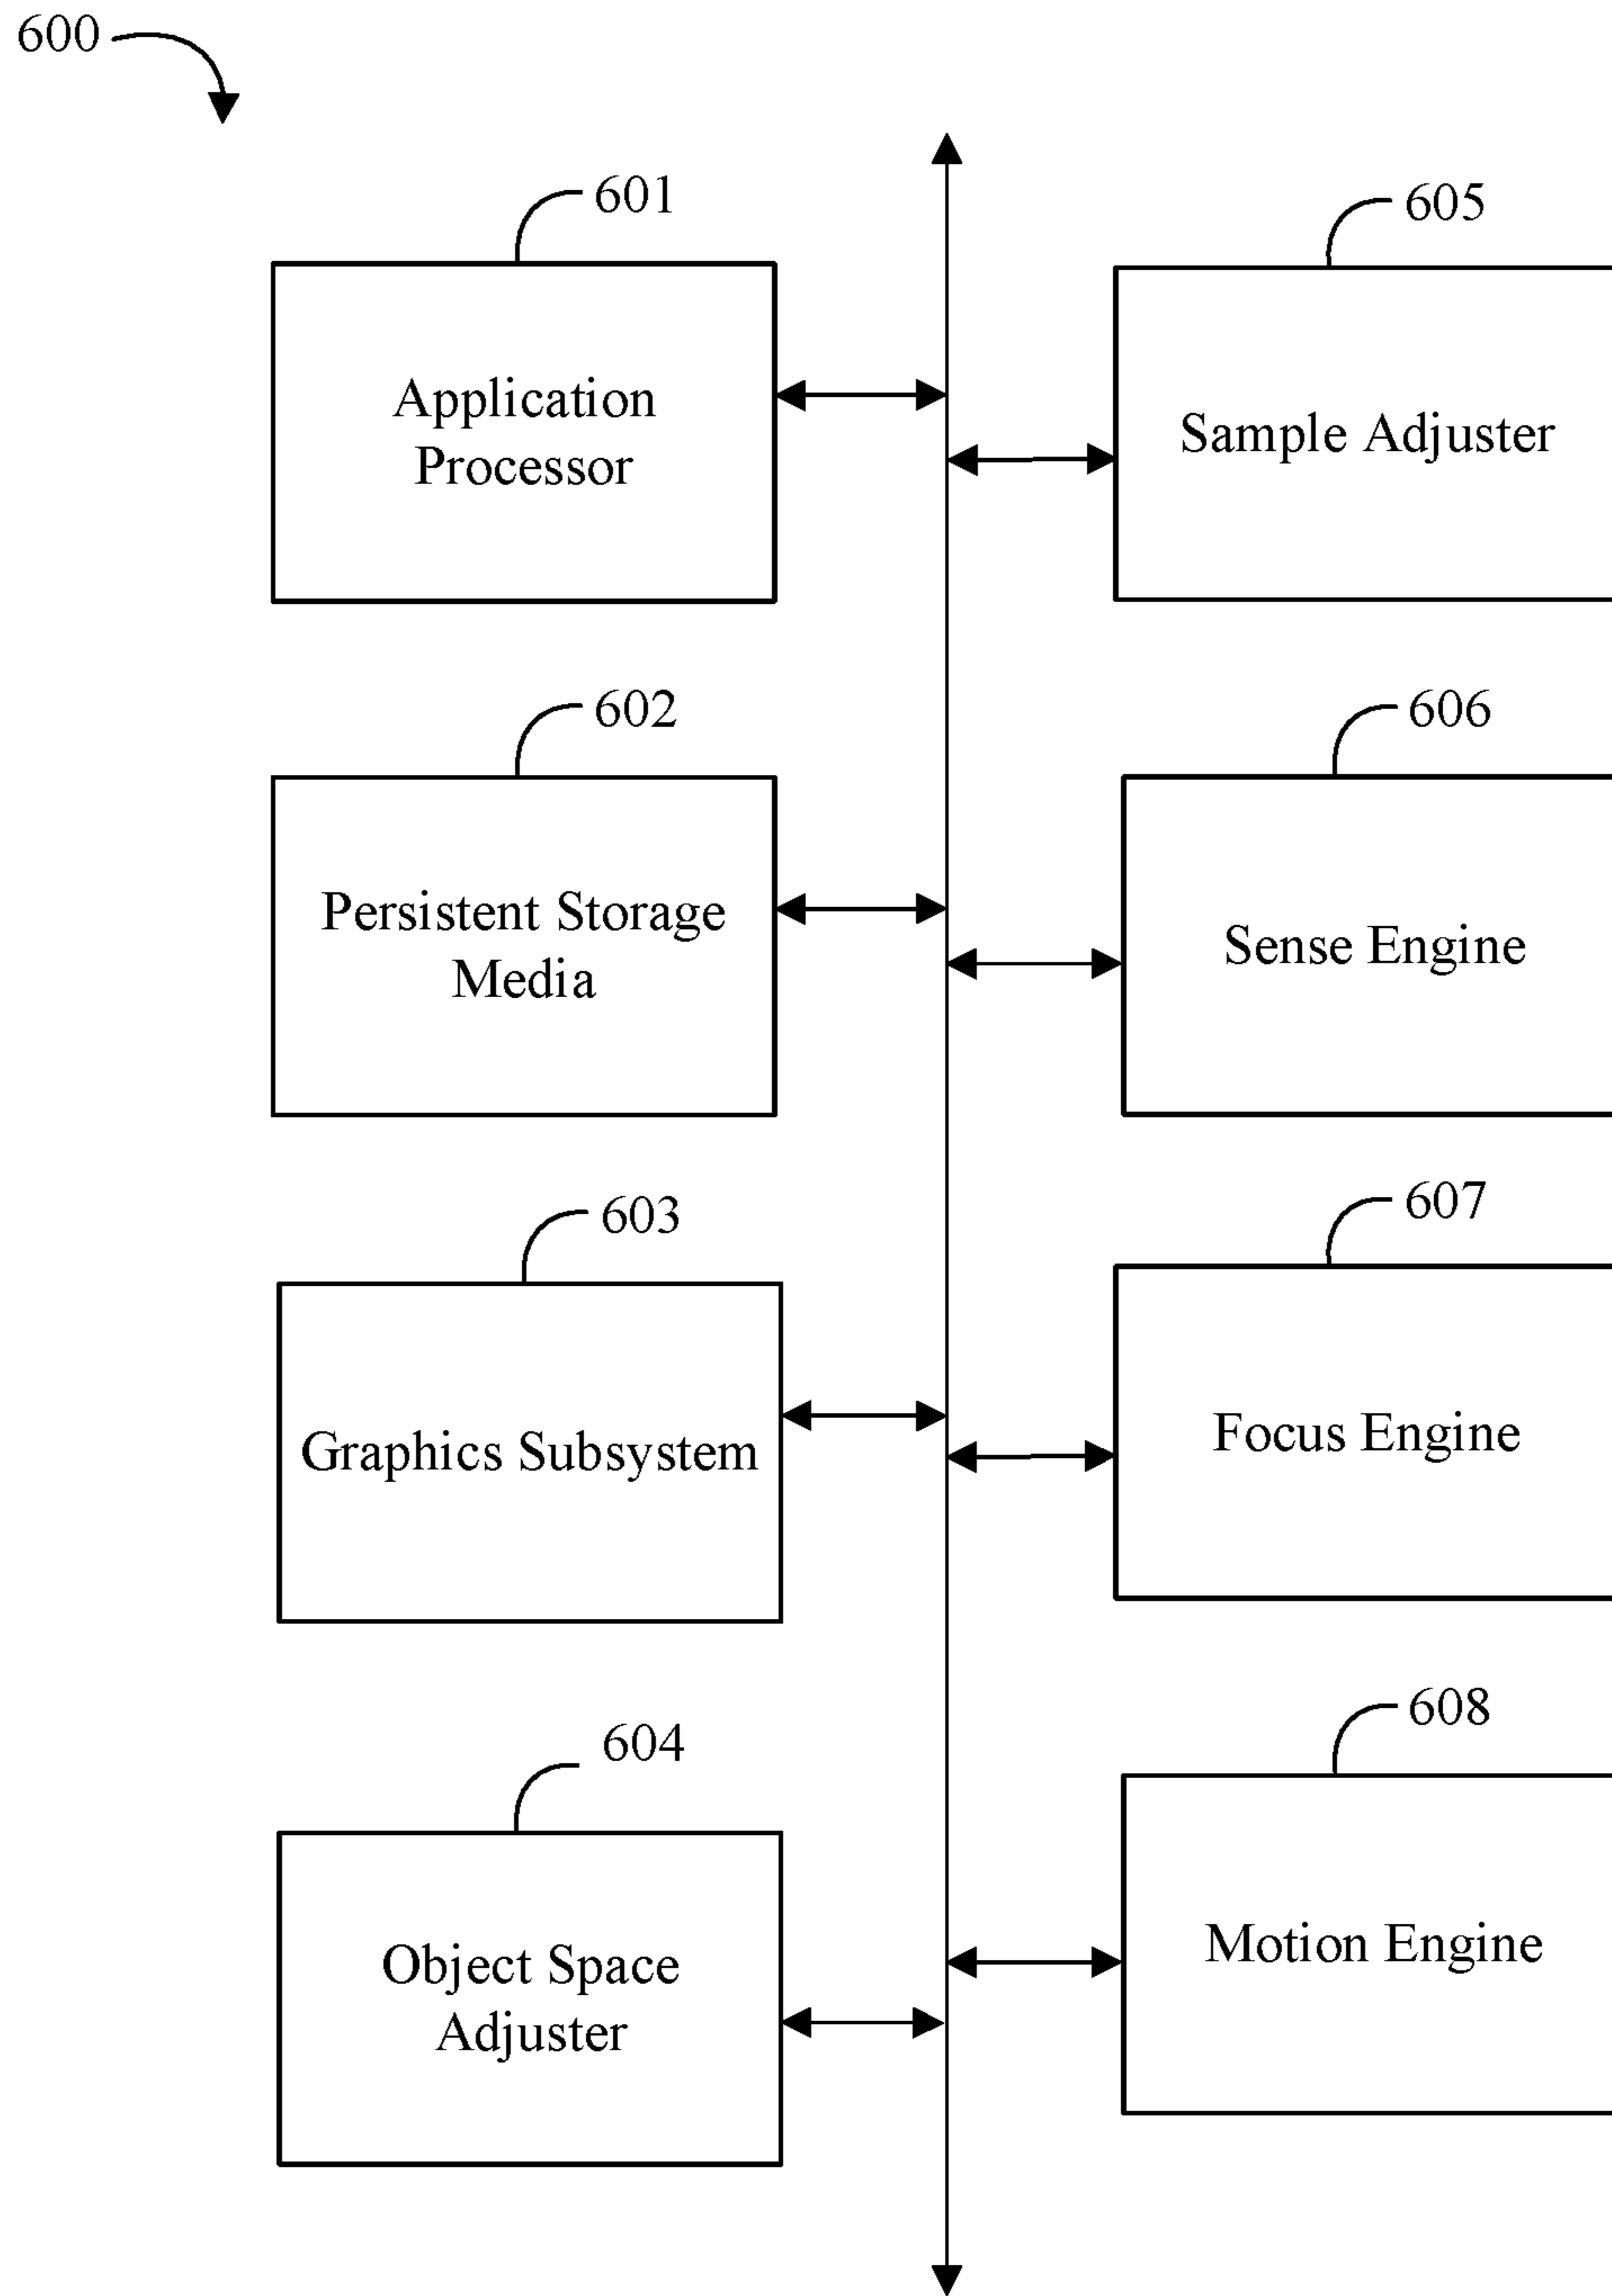 600
601
Application
Processor
602
Persistent Storage
Media
603
Graphics Subsystem
604
Object Space
Adjuster
605
Sample Adjuster
606
Sense Engine
607
Focus Engine
608
Motion Engine